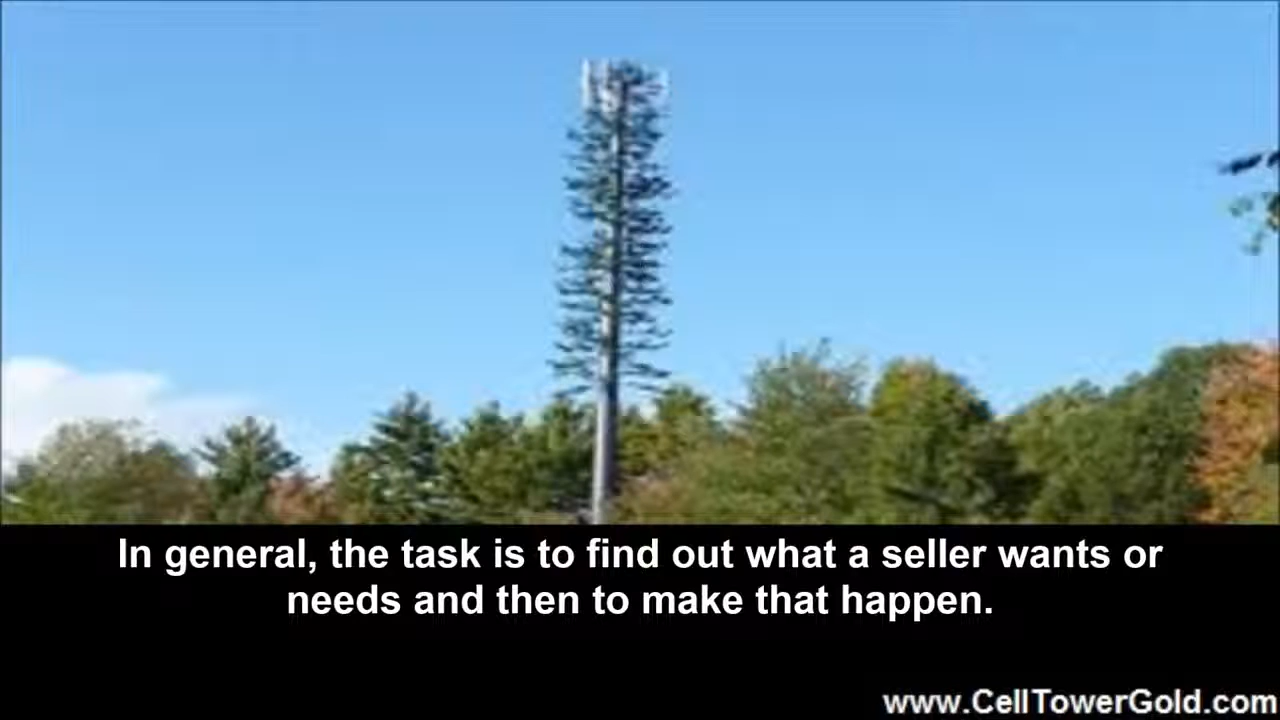 In general, the task is to find out what a seller wants or
needs and then to make that happen.
www.CellTowerGold.com